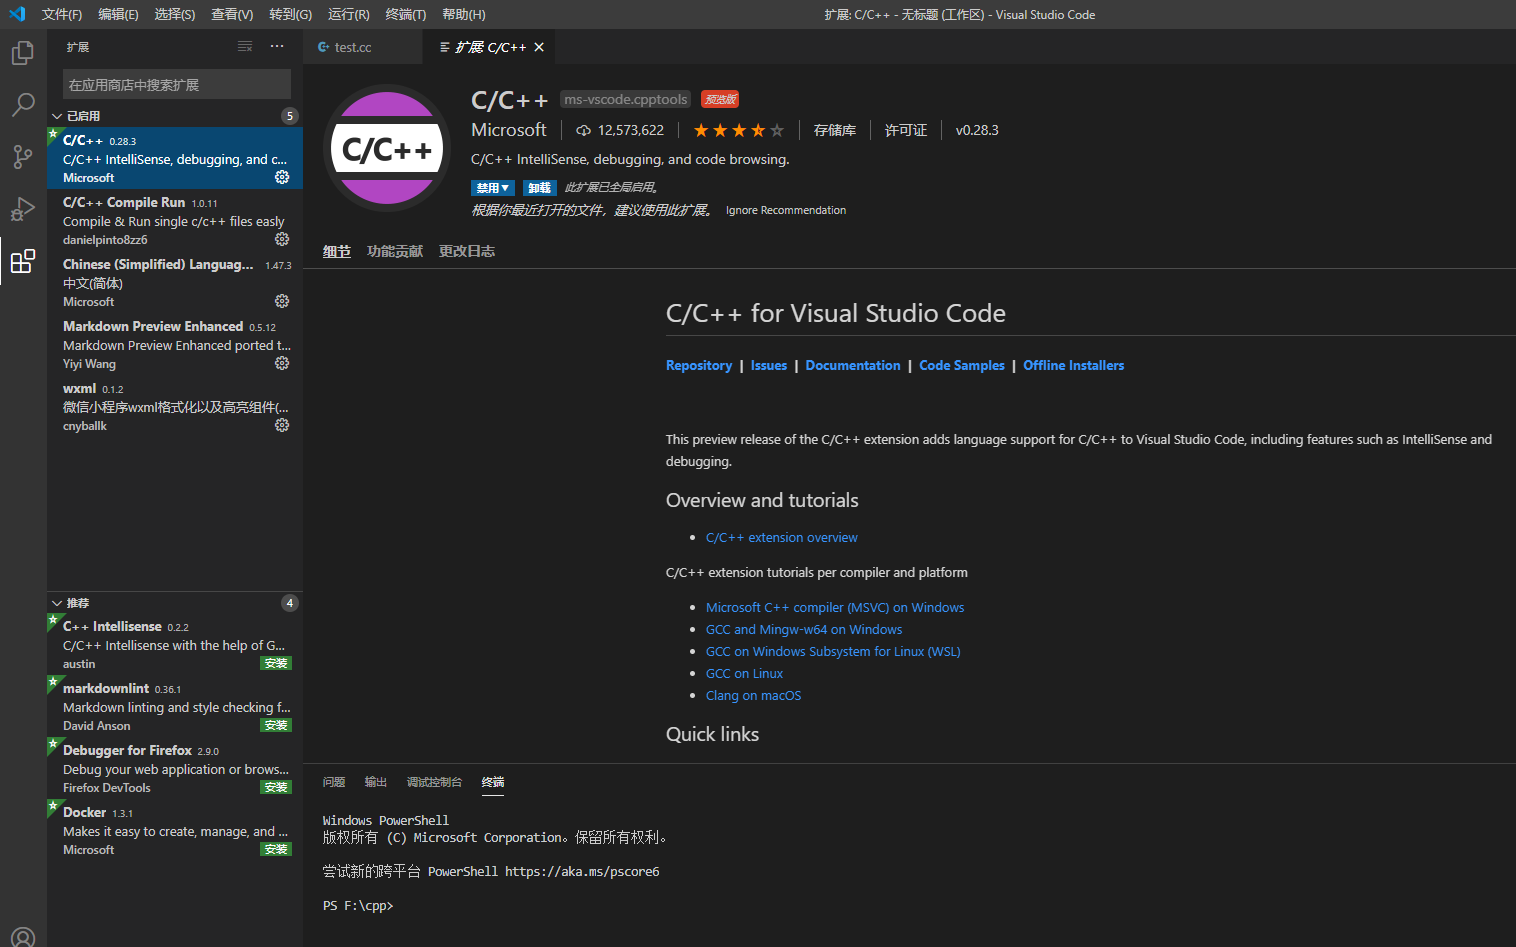 文件(F) 编辑(E) 选择(S) 查看(V) 转到(G) 运行(R) 终端(T) 帮助(H) 扩展: C/C++ - 无标题 (工作区) - Visual Studio Code
扩展
在应用商店中搜索扩展
已启用 5
C/C++ 0.28.3
C/C++ IntelliSense, debugging, and c...
Microsoft
C/C++ Compile Run 1.0.11
Compile & Run single c/c++ files easly
danielpinto8zz6
Chinese (Simplified) Languag... 1.47.3
中文(简体)
Microsoft
Markdown Preview Enhanced 0.5.12
Markdown Preview Enhanced ported t...
Yiyi Wang
wxml 0.1.2
微信小程序wxml格式化以及高亮组件(...
cnyballk
推荐 4
C++ Intellisense 0.2.2
C/C++ Intellisense with the help of G...
austin 安装
markdownlint 0.36.1
Markdown linting and style checking f...
David Anson 安装
Debugger for Firefox 2.9.0
Debug your web application or brows...
Firefox DevTools 安装
Docker 1.3.1
Makes it easy to create, manage, and ...
Microsoft 安装
test.cc 扩展: C/C++
C/C++
C/C++ ms-vscode.cpptools 预览版
Microsoft 12,573,622 存储库 许可证 v0.28.3
C/C++ IntelliSense, debugging, and code browsing.
禁用 卸载 此扩展已全局启用。
根据你最近打开的文件，建议使用此扩展。 Ignore Recommendation
细节 功能贡献 更改日志
C/C++ for Visual Studio Code
Repository | Issues | Documentation | Code Samples | Offline Installers
This preview release of the C/C++ extension adds language support for C/C++ to Visual Studio Code, including features such as IntelliSense and
debugging.
Overview and tutorials
C/C++ extension overview
C/C++ extension tutorials per compiler and platform
Microsoft C++ compiler (MSVC) on Windows
GCC and Mingw-w64 on Windows
GCC on Windows Subsystem for Linux (WSL)
GCC on Linux
Clang on macOS
Quick links
问题 输出 调试控制台 终端
Windows PowerShell
版权所有 (C) Microsoft Corporation。保留所有权利。
尝试新的跨平台 PowerShell https://aka.ms/pscore6
PS F:\cpp>